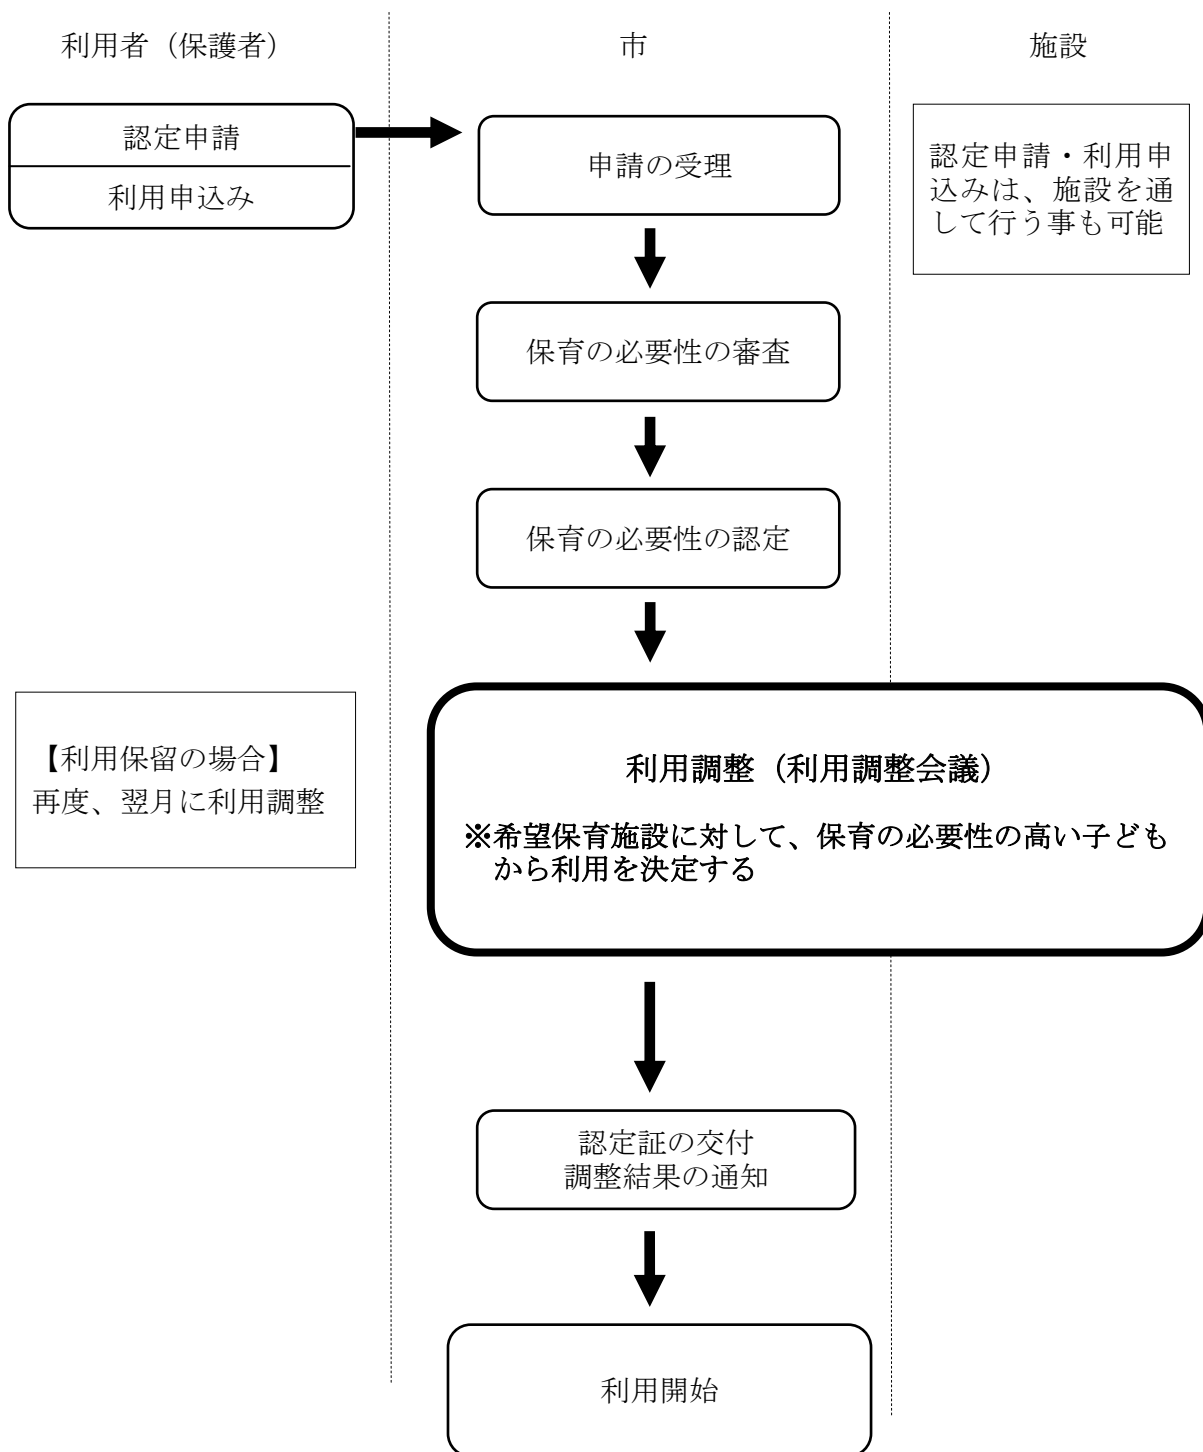 利用者（保護者）
市
施設
認定申請
利用申込み
申請の受理
認定申請・利用申
込みは、施設を通
して行う事も可能
保育の必要性の審査
保育の必要性の認定
【利用保留の場合】
再度、翌月に利用調整
利用調整（利用調整会議）
※希望保育施設に対して、保育の必要性の高い子ども
から利用を決定する
認定証の交付
調整結果の通知
利用開始